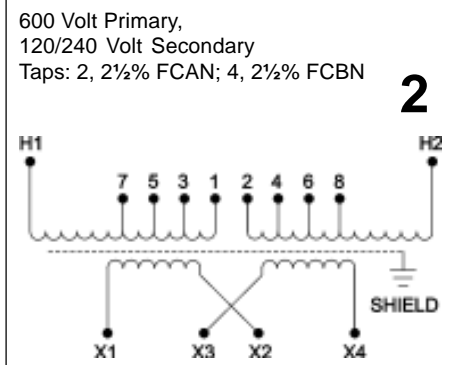 600 Volt Primary,
120/240 Volt Secondary
Taps: 2, 2½% FCAN; 4, 2½% FCBN
2
H1 H2
7 5 3 1 2 4 6 8
SHIELD
X1 X3 X2 X4